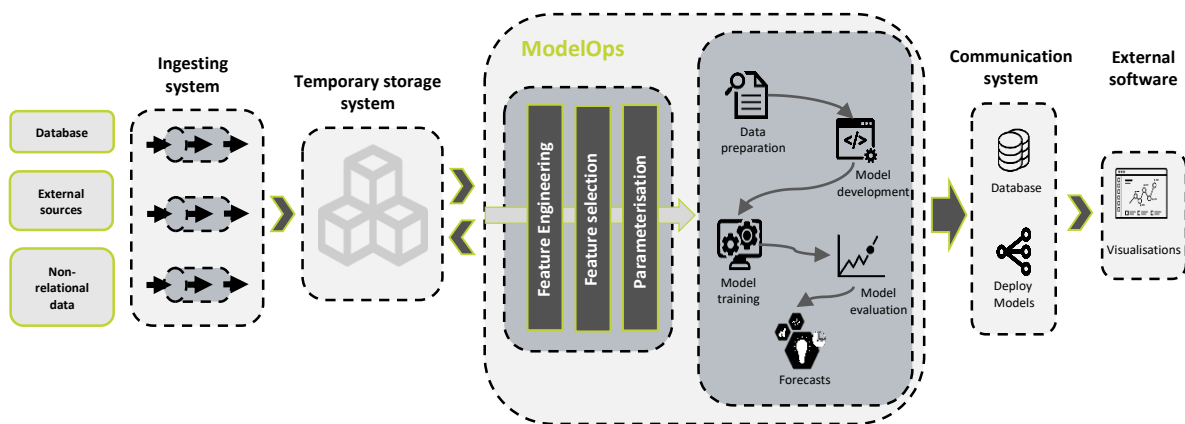 Database
External
sources
Non-
relational
data
Ingesting
system
Temporary storage
system
ModelOps
Feature Engineering
Feature selection
Parameterisation
Data
preparation
Model
development
Model
training
Model
evaluation
Forecasts
Communication
system
Database
Deploy
Models
External
software
Visualisations